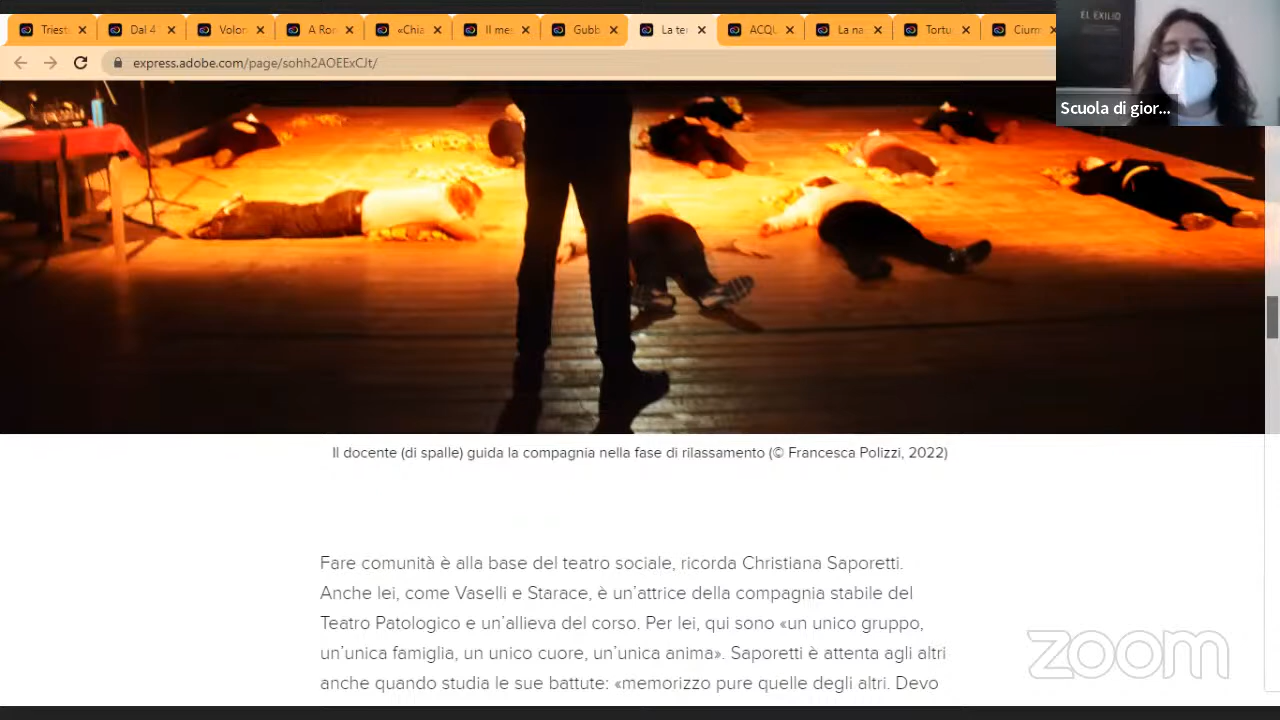 Triest
Dal 4
Volon
A Ror
«Chia
Il mes
Gubb
La ter
ACQU
La na
Tortu
Cium
express.adobe.com/page/sohh2AOEExCJt/
EL EXILIO
Scuola di gior...
Il docente (di spalle) guida la compagnia nella fase di rilassamento (© Francesca Polizzi, 2022)
Fare comunità è alla base del teatro sociale, ricorda Christiana Saporetti.
Anche lei, come Vaselli e Starace, è un'attrice della compagnia stabile del
Teatro Patologico e un'allieva del corso. Per lei, qui sono «un unico gruppo,
un'unica famiglia, un unico cuore, un'unica anima». Saporetti è attenta agli altri
anche quando studia le sue battute: «memorizzo pure quelle degli altri. Devo
zoom